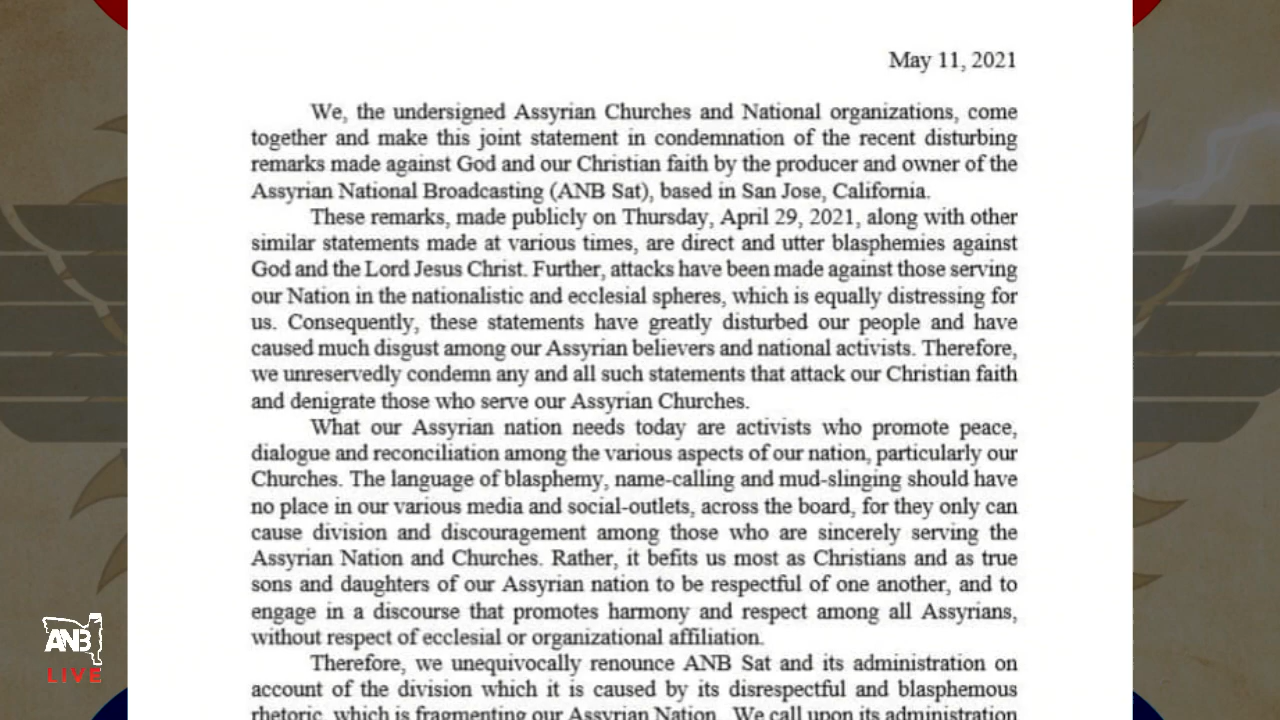 May 11, 2021
We, the undersigned Assyrian Churches and National organizations, come
together and make this joint statement in condemnation of the recent disturbing
remarks made against God and our Christian faith by the producer and owner of the
Assyrian National Broadcasting (ANB Sat), based in San Jose, California.
These remarks, made publicly on Thursday, April 29, 2021, along with other
similar statements made at various times, are direct and utter blasphemies against
God and the Lord Jesus Christ. Further, attacks have been made against those serving
our Nation in the nationalistic and ecclesial spheres, which is equally distressing for
us. Consequently, these statements have greatly disturbed our people and have
caused much disgust among our Assyrian believers and national activists. Therefore,
we unreservedly condemn any and all such statements that attack our Christian faith
and denigrate those who serve our Assyrian Churches.
What our Assyrian nation needs today are activists who promote peace,
dialogue and reconciliation among the various aspects of our nation, particularly our
Churches. The language of blasphemy, name-calling and mud-slinging should have
no place in our various media and social-outlets, across the board, for they only can
cause division and discouragement among those who are sincerely serving the
Assyrian Nation and Churches. Rather, it befits us most as Christians and as true
sons and daughters of our Assyrian nation to be respectful of one another, and to
engage in a discourse that promotes harmony and respect among all Assyrians,
without respect of ecclesial or organizational affiliation.
Therefore, we unequivocally renounce ANB Sat and its administration on
account of the division which it is caused by its disrespectful and blasphemous
rhetoric, which is fragmenting our Assyrian Nation. We call upon its administration
ANB
LIVE